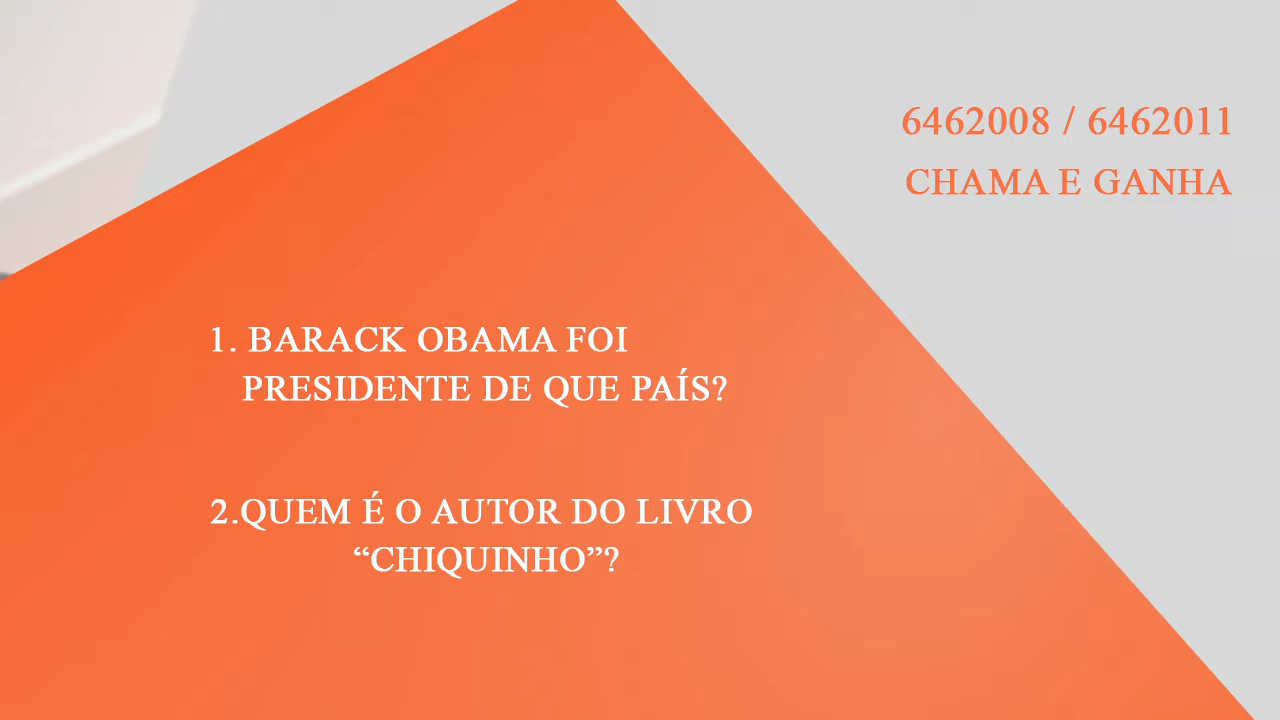 6462008 / 6462011
CHAMA E GANHA
1. BARACK OBAMA FOI
PRESIDENTE DE QUE PAÍS?
2.QUEM É O AUTOR DO LIVRO
“CHIQUINHO”?